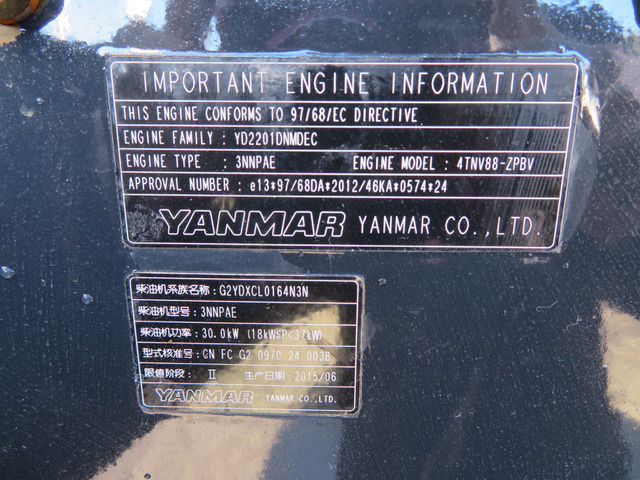 IMPORTANT ENGINE INFORMATION
THIS ENGINE CONFORMS TO 97/68/EC DIRECTIVE
ENGINE FAMILY : YD2201DNMDEC
ENGINE TYPE : 3NNPAE ENGINE MODEL : 4TNV88-ZPBV
APPROVAL NUMBER : e13*97/68DA*2012/46KA*0574*24
YANMAR YANMAR CO.,LTD.
柴油机系族名称: G2YDXCL0164N3N
柴油机型号: 3NNPAE
柴油机功率: 30.0kW (18kW≤P<37kW)
型式核准号: CN FC G2 0970 24 003B
限值阶段: Ⅱ 生产日期: 2015/06
YANMAR YANMAR CO.,LTD.